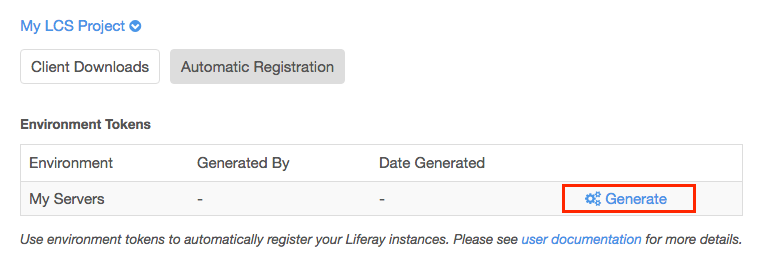 My LCS Project
Client Downloads Automatic Registration
Environment Tokens
Environment Generated By Date Generated
My Servers - - Generate
Use environment tokens to automatically register your Liferay instances. Please see user documentation for more details.